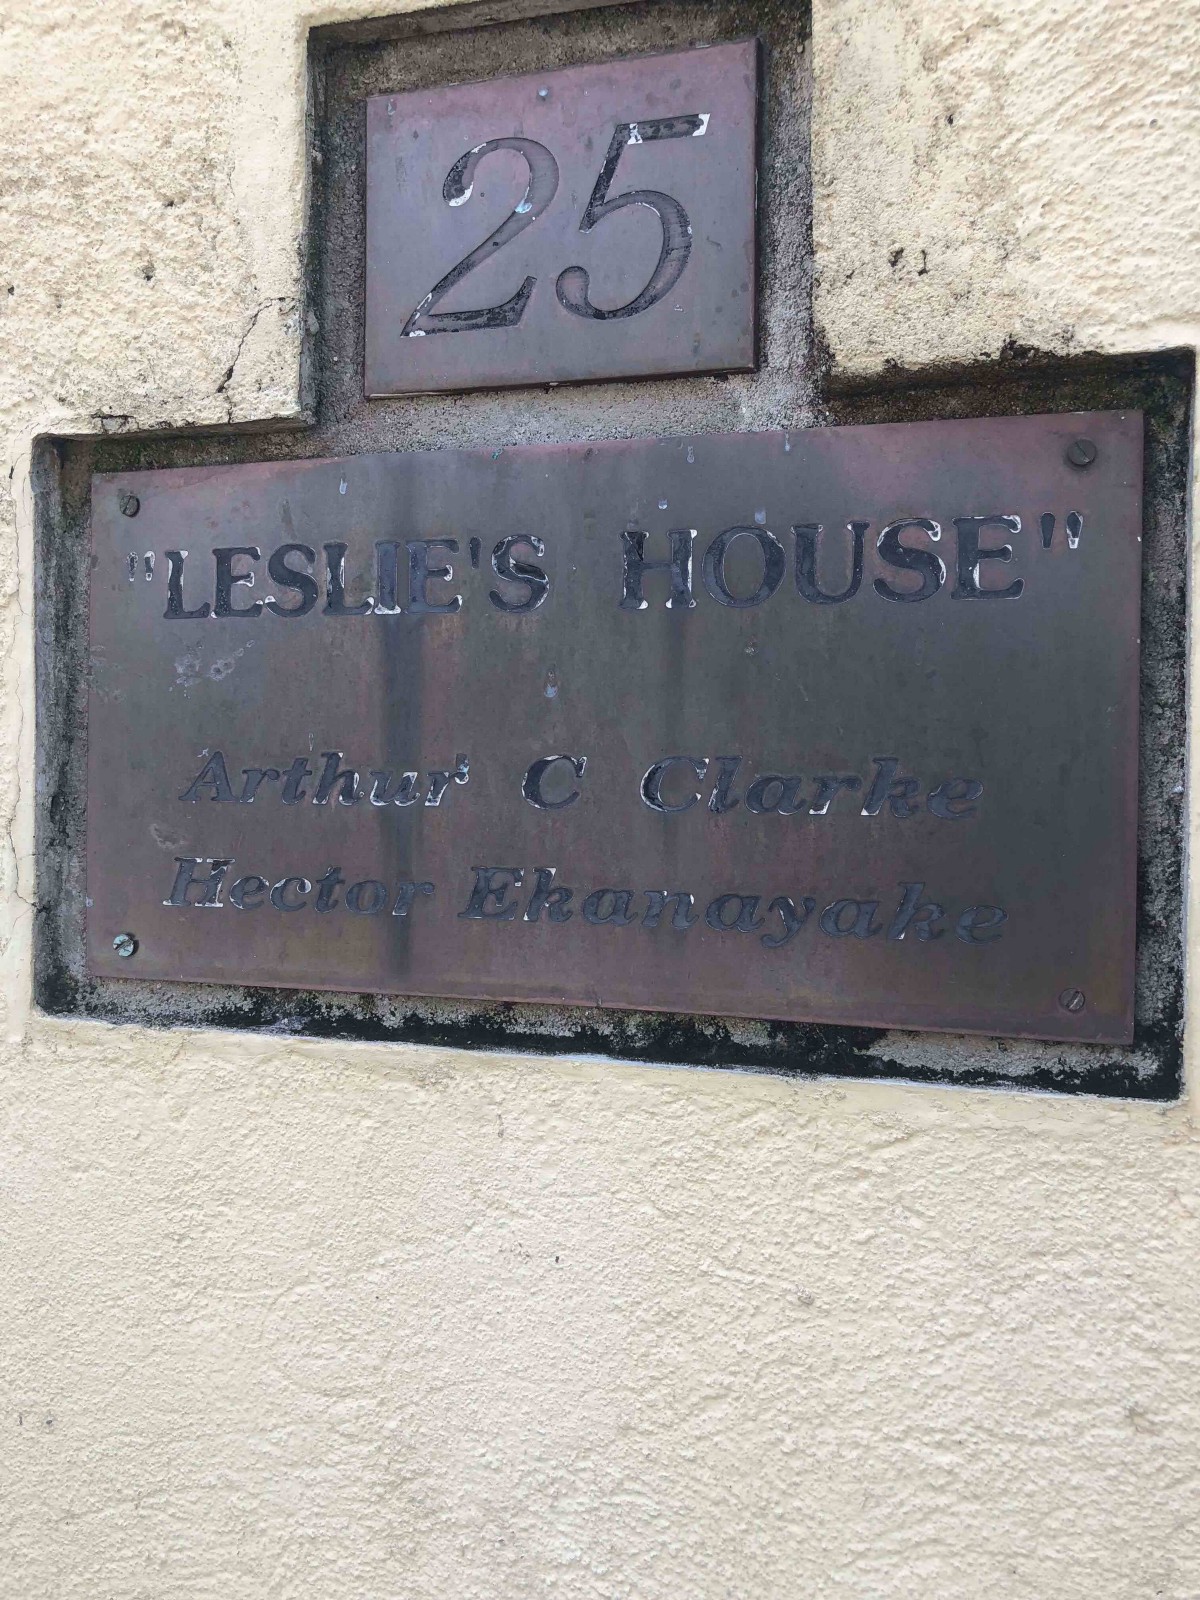 25
"LESLIE'S HOUSE"
Arthur C Clarke
Hector Ekanayake